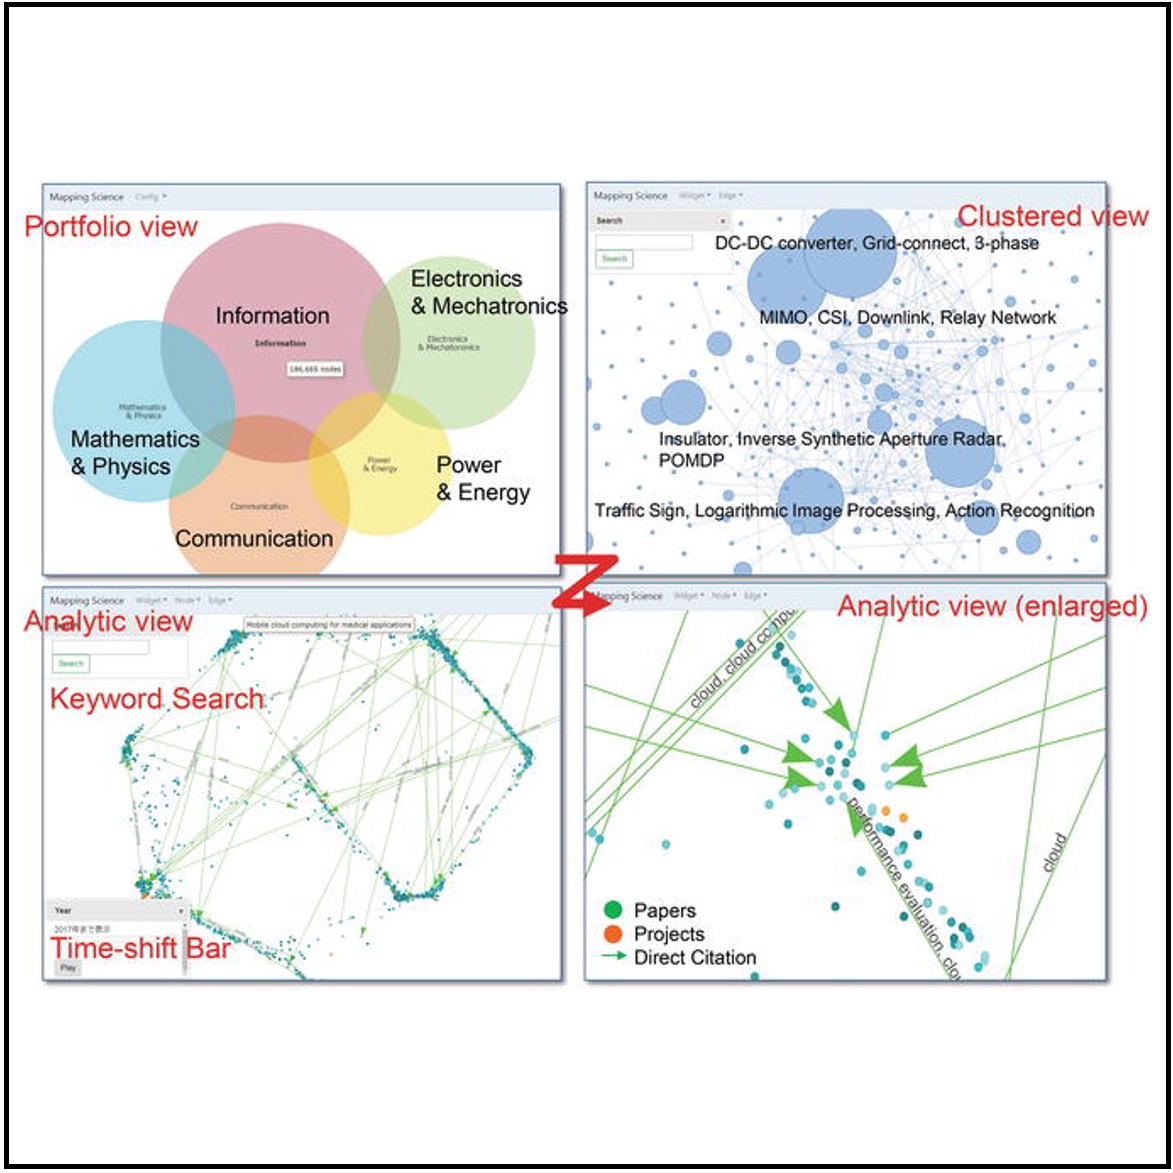 Mapping Science Config
Portfolio view
Information
Information
186,685 nodes
Electronics
& Mechatronics
Electronics
& Mechatoronics
Mathematics
& Physics
Mathematics
& Physics
Power
& Energy
Power
& Energy
Communication
Communication
Mapping Science Widget Edge
Clustered view
Search ×
Search
DC-DC converter, Grid-connect, 3-phase
MIMO, CSI, Downlink, Relay Network
Insulator, Inverse Synthetic Aperture Radar,
POMDP
Traffic Sign, Logarithmic Image Processing, Action Recognition
Mapping Science Widget Node Edge
Analytic view
Mobile cloud computing for medical applications
Search
Keyword Search
Year ×
2017年まで表示
Time-shift Bar
Play
Mapping Science Widget Node Edge
Analytic view (enlarged)
cloud, cloud
performance evaluation,
cloud
Papers
Projects
Direct Citation